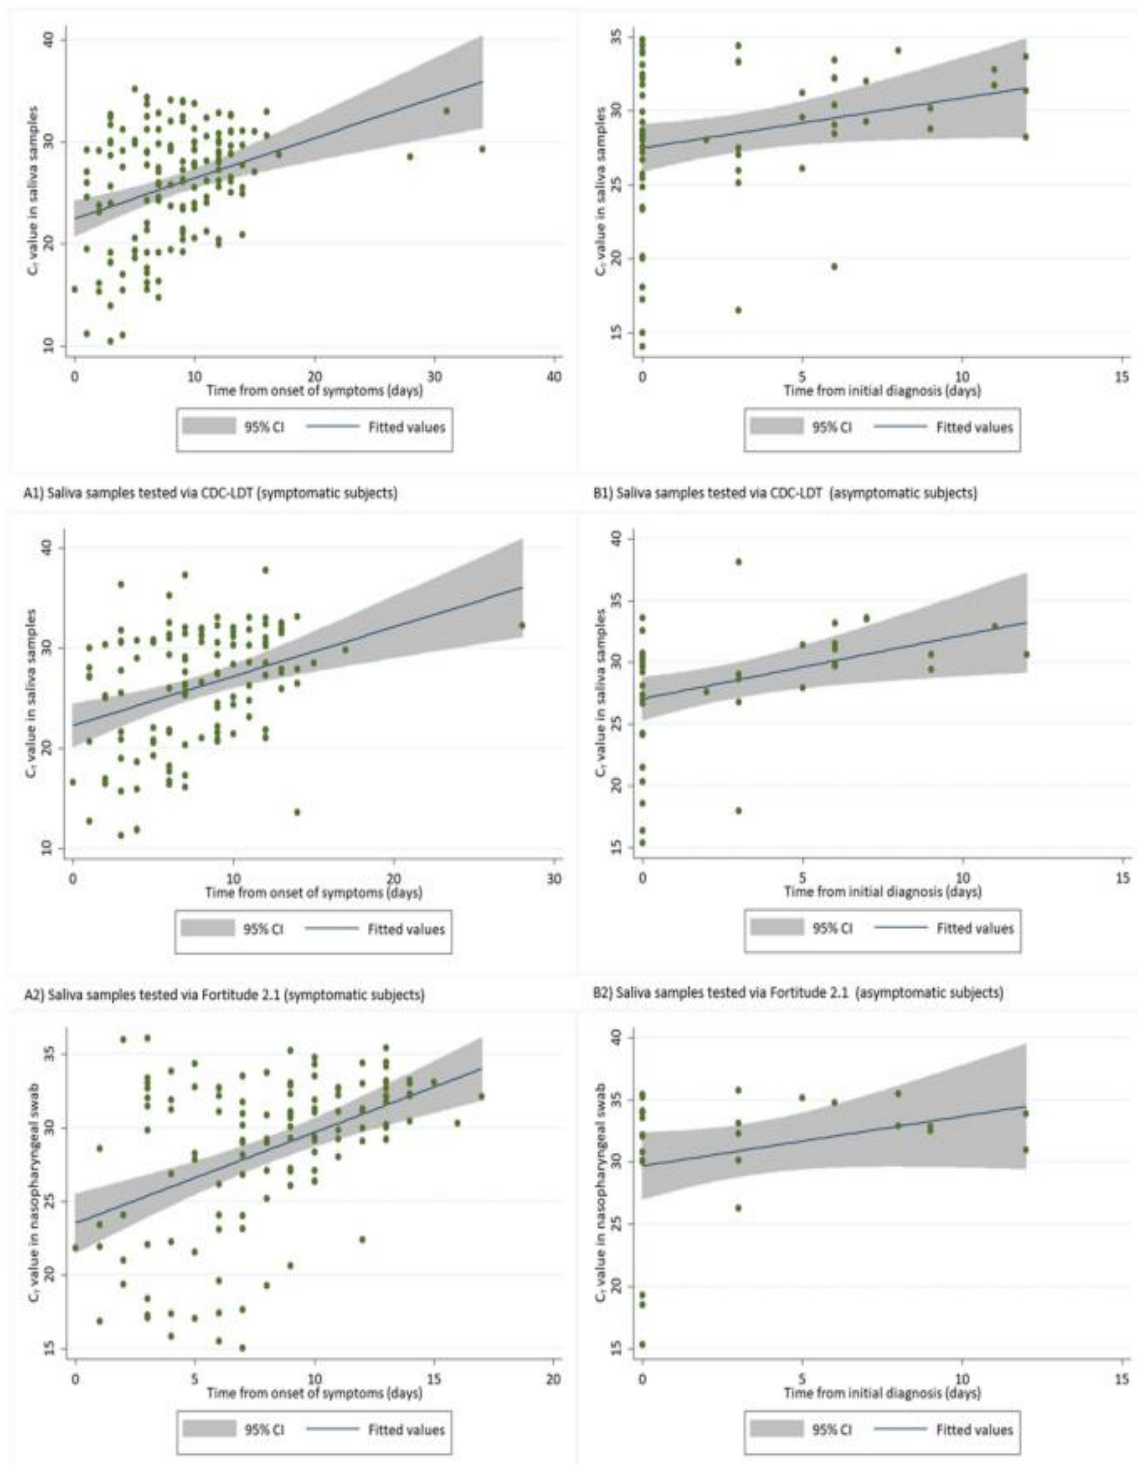 40
30
20
10
Cₜ value in saliva samples
0 10 20 30 40
Time from onset of symptoms (days)
95% CI Fitted values
35
30
25
20
15
Cₜ value in saliva samples
0 5 10 15
Time from initial diagnosis (days)
95% CI Fitted values
A1) Saliva samples tested via CDC-LDT (symptomatic subjects)
B1) Saliva samples tested via CDC-LDT (asymptomatic subjects)
40
30
20
10
Cₜ value in saliva samples
0 10 20 30
Time from onset of symptoms (days)
95% CI Fitted values
40
35
30
25
20
15
Cₜ value in saliva samples
0 5 10 15
Time from initial diagnosis (days)
95% CI Fitted values
A2) Saliva samples tested via Fortitude 2.1 (symptomatic subjects)
B2) Saliva samples tested via Fortitude 2.1 (asymptomatic subjects)
35
30
25
20
15
Cₜ value in nasopharyngeal swab
0 5 10 15 20
Time from onset of symptoms (days)
95% CI Fitted values
40
35
30
25
20
15
Cₜ value in nasopharyngeal swab
0 5 10 15
Time from initial diagnosis (days)
95% CI Fitted values